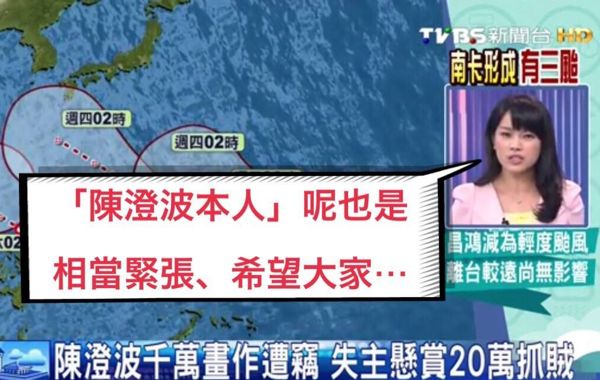 TVBS新聞台HD
南卡形成有三颱
週四02時
週四02時
「陳澄波本人」呢也是
相當緊張、希望大家…
02
昌鴻減為輕度颱風
離台較遠尚無影響
陳澄波千萬畫作遭竊 失主懸賞20萬抓賊